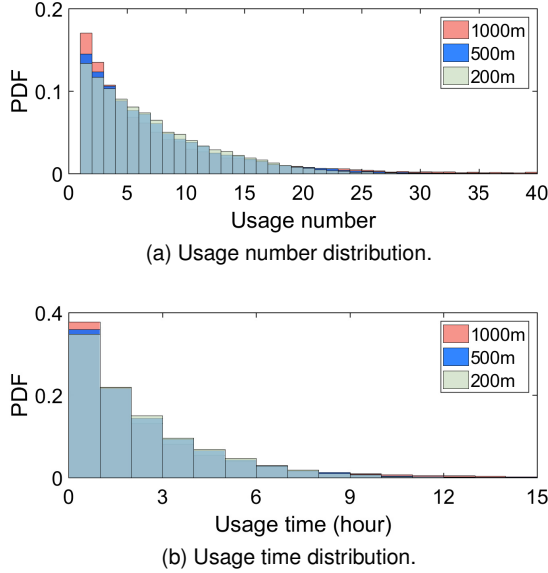 0.2
0.1
0
PDF
1000m
500m
200m
0 5 10 15 20 25 30 35 40
Usage number
(a) Usage number distribution.
0.4
0.2
0
PDF
1000m
500m
200m
0 3 6 9 12 15
Usage time (hour)
(b) Usage time distribution.